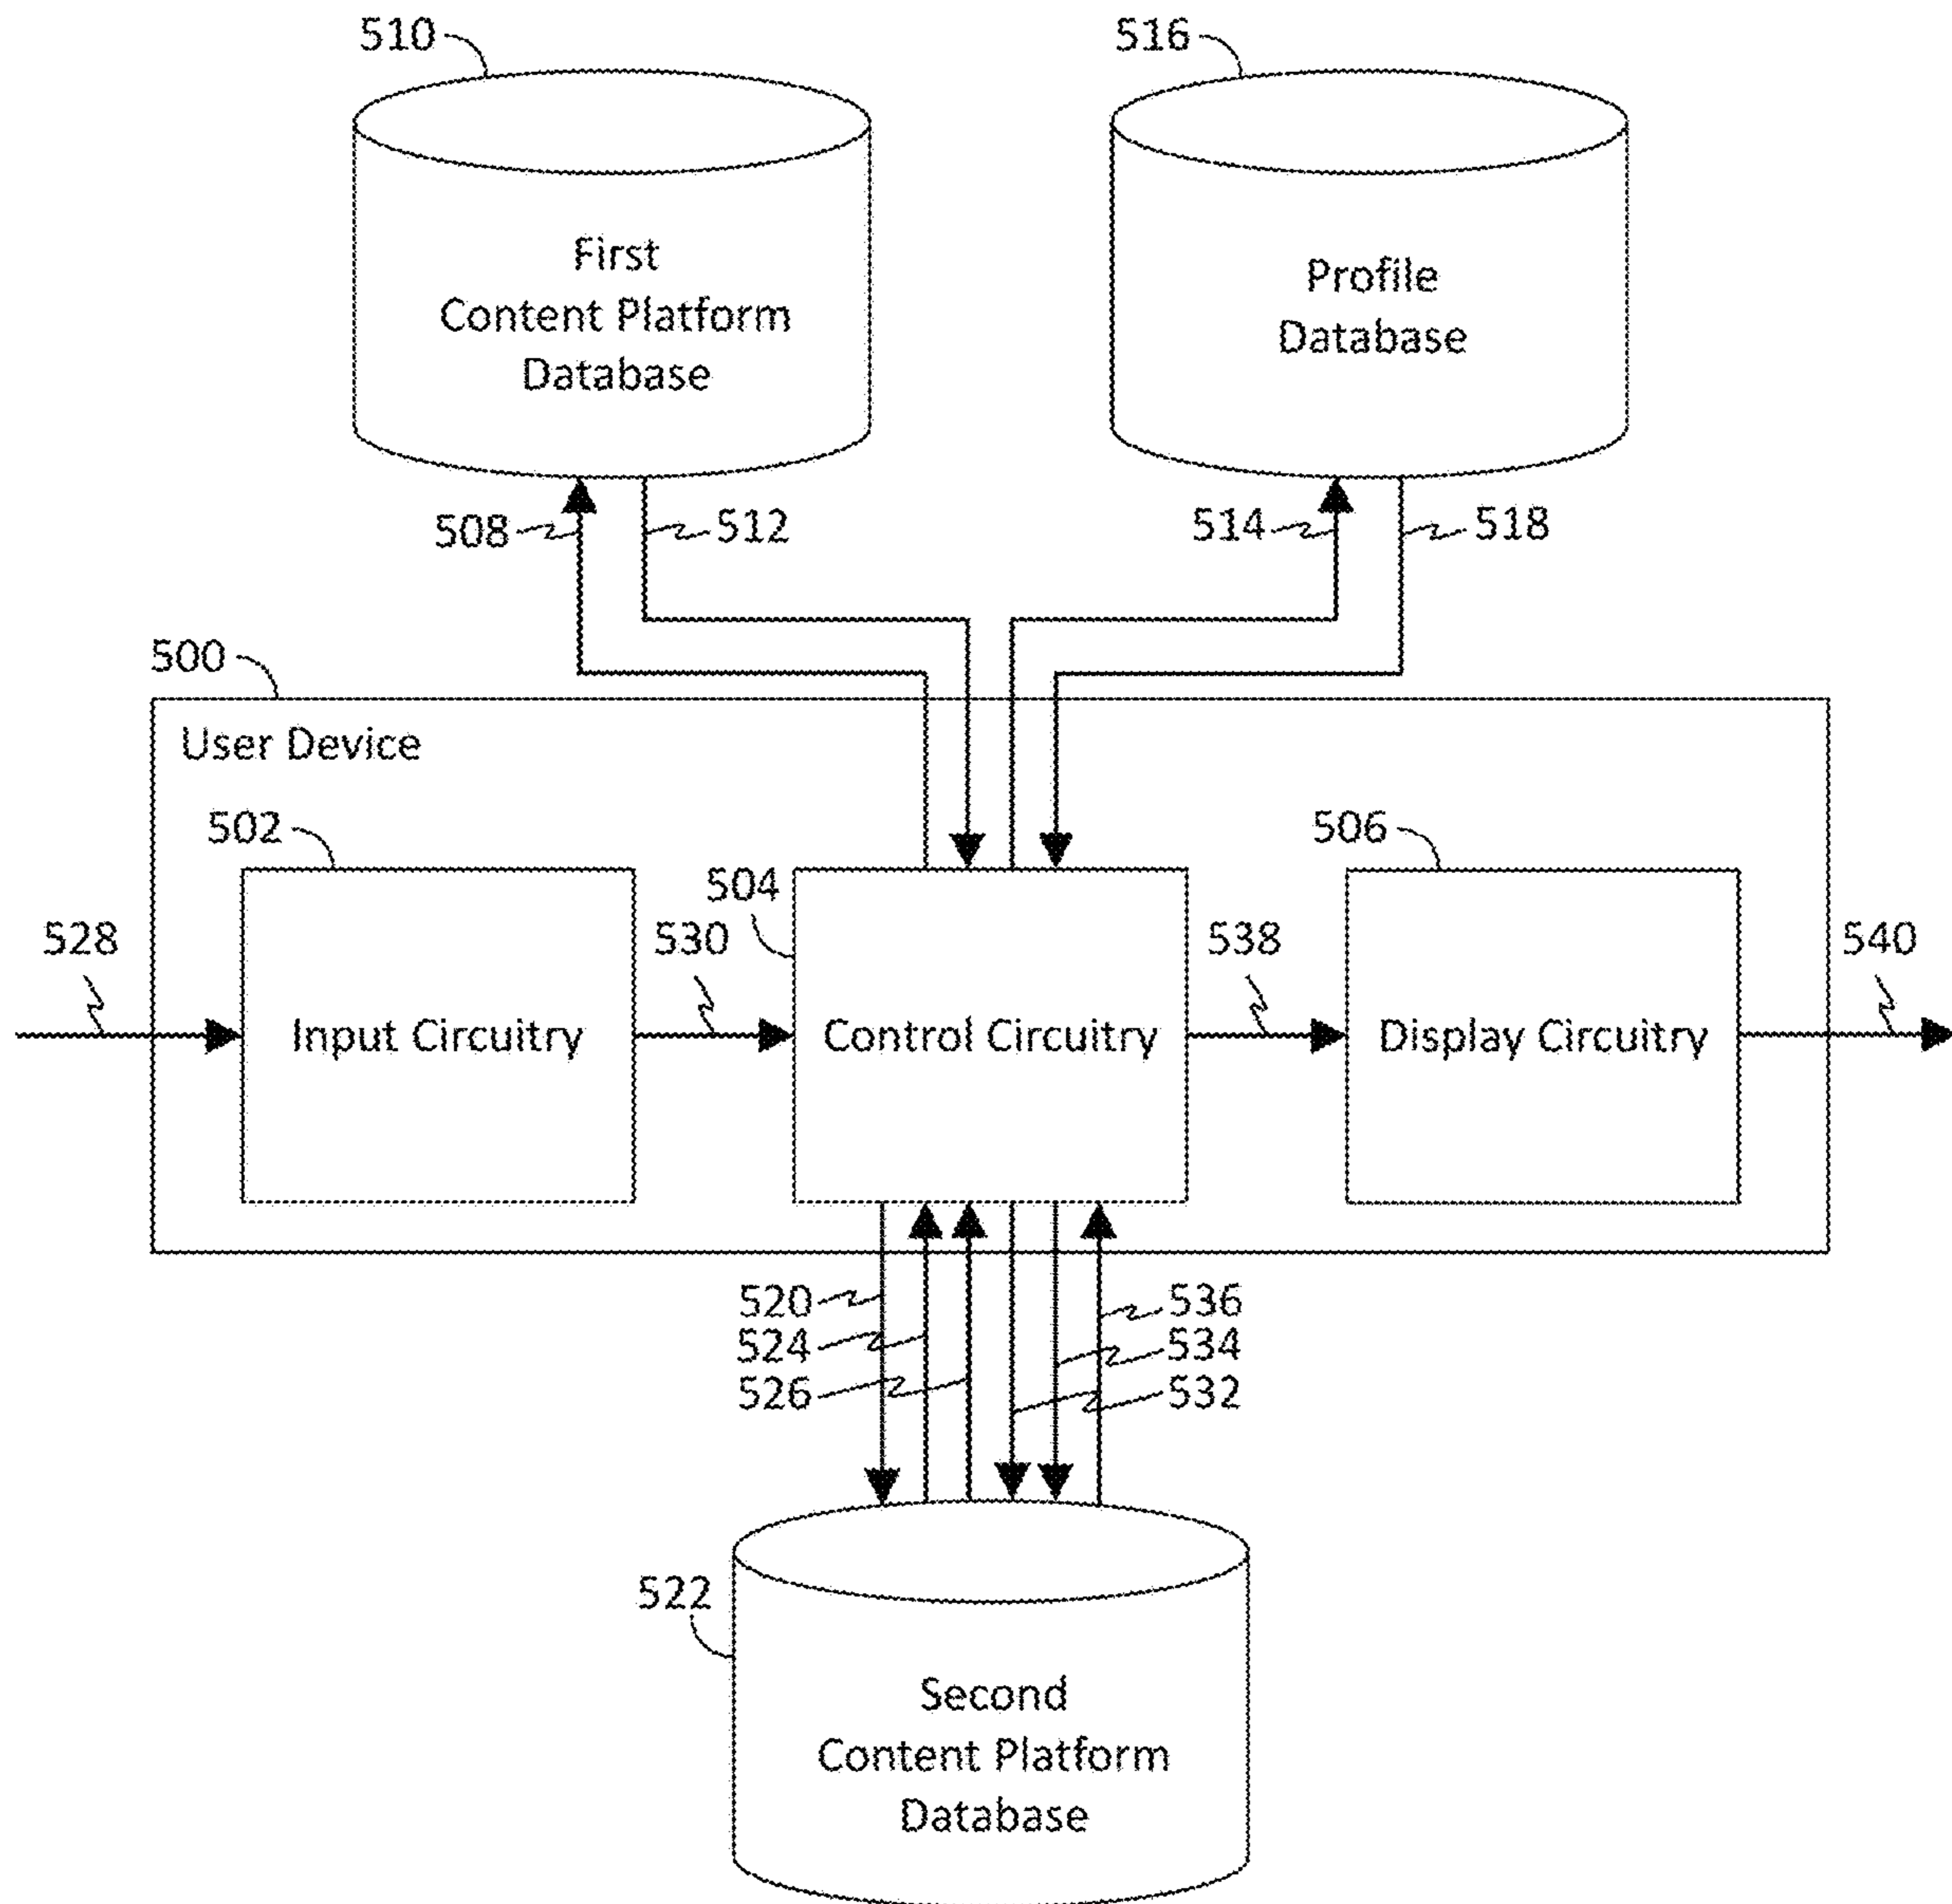 510
516
First
Content Platform
Database
Profile
Database
508
512
514
518
500
User Device
502
504
506
528
530
538
540
Input Circuitry
Control Circuitry
Display Circuitry
520
536
524
534
526
532
522
Second
Content Platform
Database